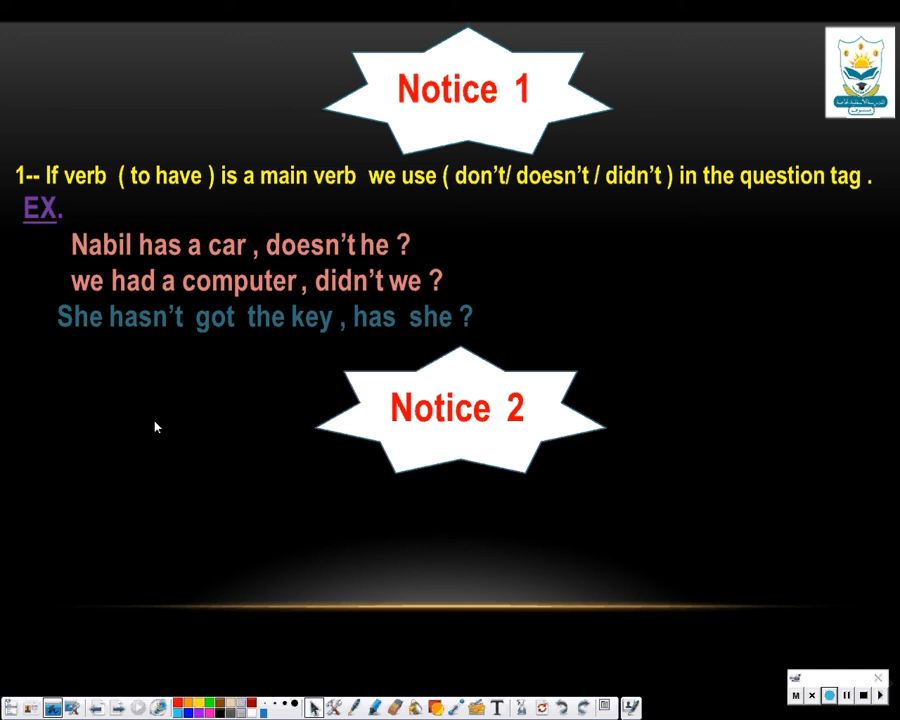 Notice 1
1-- If verb ( to have ) is a main verb we use ( don't/ doesn't / didn't ) in the question tag .
EX.
Nabil has a car , doesn't he ?
we had a computer , didn't we ?
She hasn't got the key , has she ?
Notice 2
M